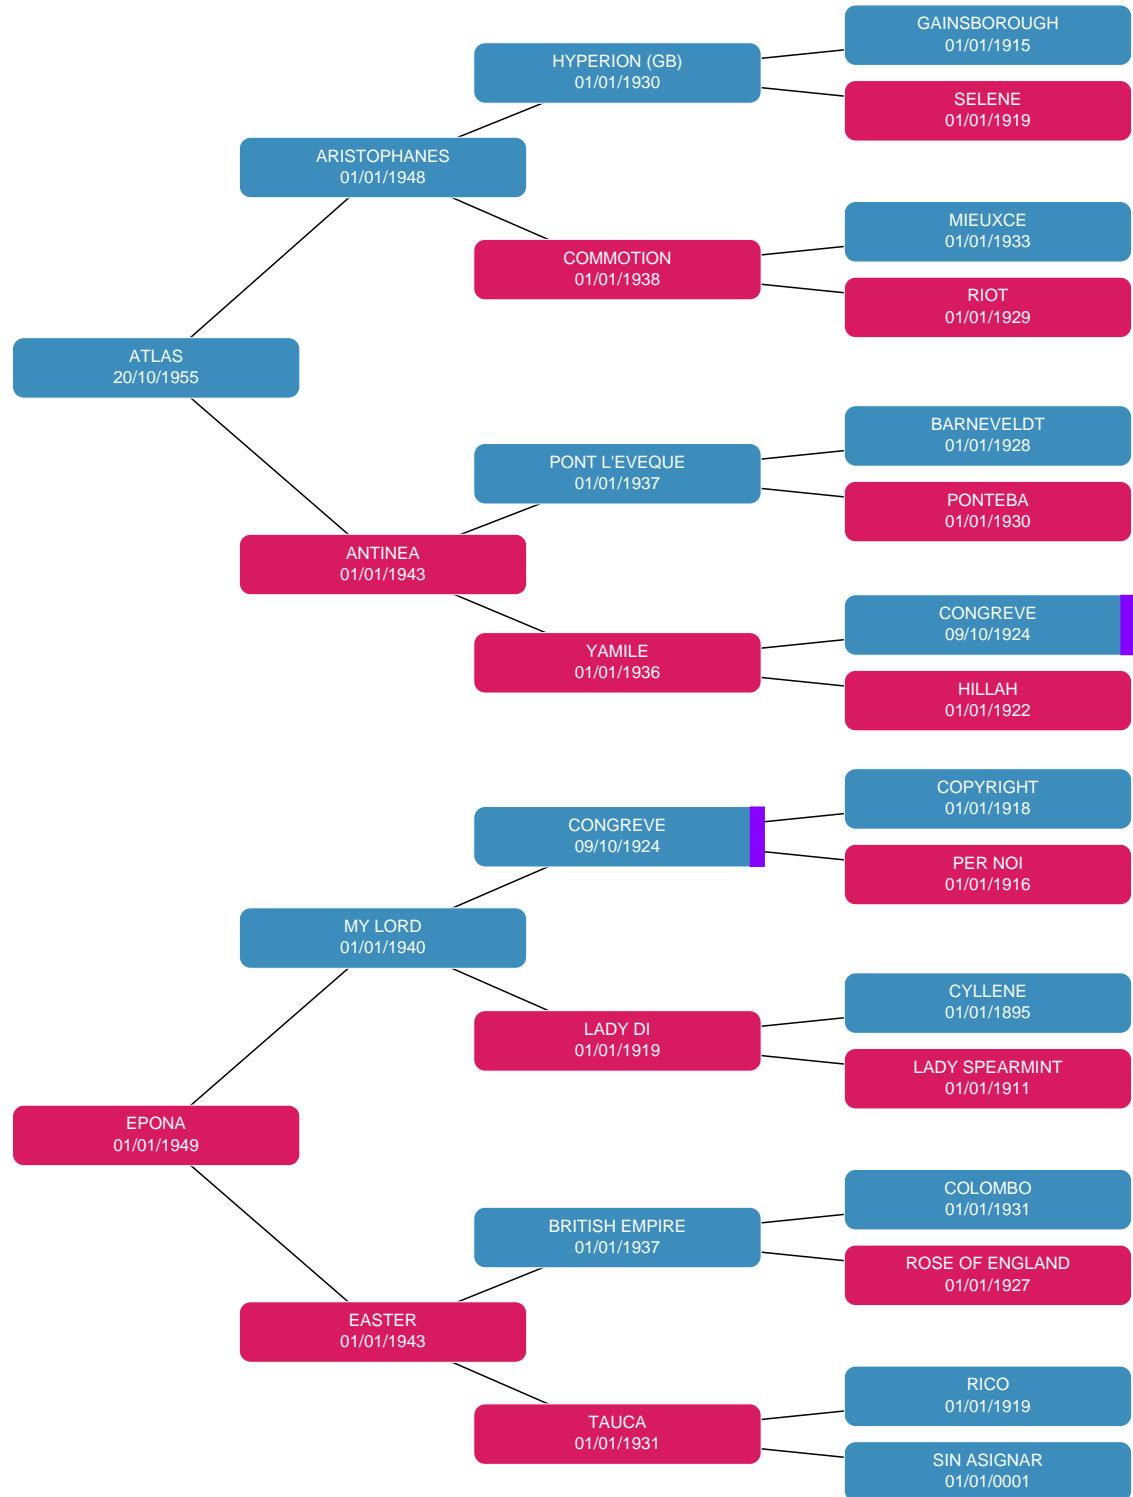 GAINSBOROUGH
01/01/1915
HYPERION (GB)
01/01/1930
SELENE
01/01/1919
ARISTOPHANES
01/01/1948
MIEUXCE
01/01/1933
COMMOTION
01/01/1938
RIOT
01/01/1929
ATLAS
20/10/1955
BARNEVELDT
01/01/1928
PONT L'EVEQUE
01/01/1937
PONTEBA
01/01/1930
ANTINEA
01/01/1943
CONGREVE
09/10/1924
YAMILE
01/01/1936
HILLAH
01/01/1922
COPYRIGHT
01/01/1918
CONGREVE
09/10/1924
PER NOI
01/01/1916
MY LORD
01/01/1940
CYLLENE
01/01/1895
LADY DI
01/01/1919
LADY SPEARMINT
01/01/1911
EPONA
01/01/1949
COLOMBO
01/01/1931
BRITISH EMPIRE
01/01/1937
ROSE OF ENGLAND
01/01/1927
EASTER
01/01/1943
RICO
01/01/1919
TAUCA
01/01/1931
SIN ASIGNAR
01/01/0001